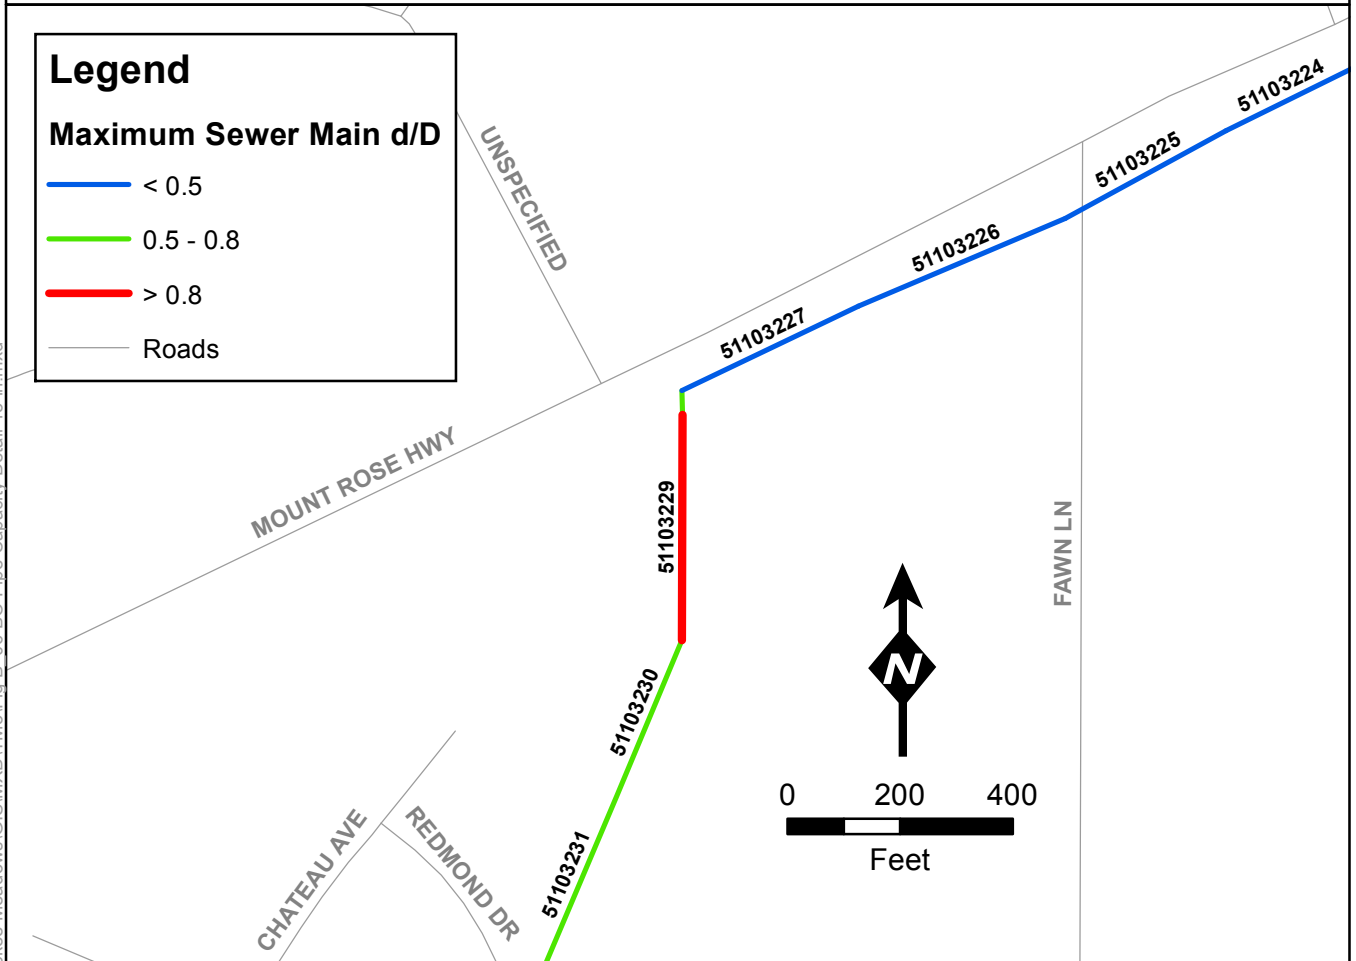 Legend
Maximum Sewer Main d/D
< 0.5
0.5 - 0.8
> 0.8
Roads
UNSPECIFIED
51103224
51103225
51103226
51103227
MOUNT ROSE HWY
51103229
FAWN LN
51103230
N
0 200 400
Feet
CHATEAU AVE
REDMOND DR
51103231